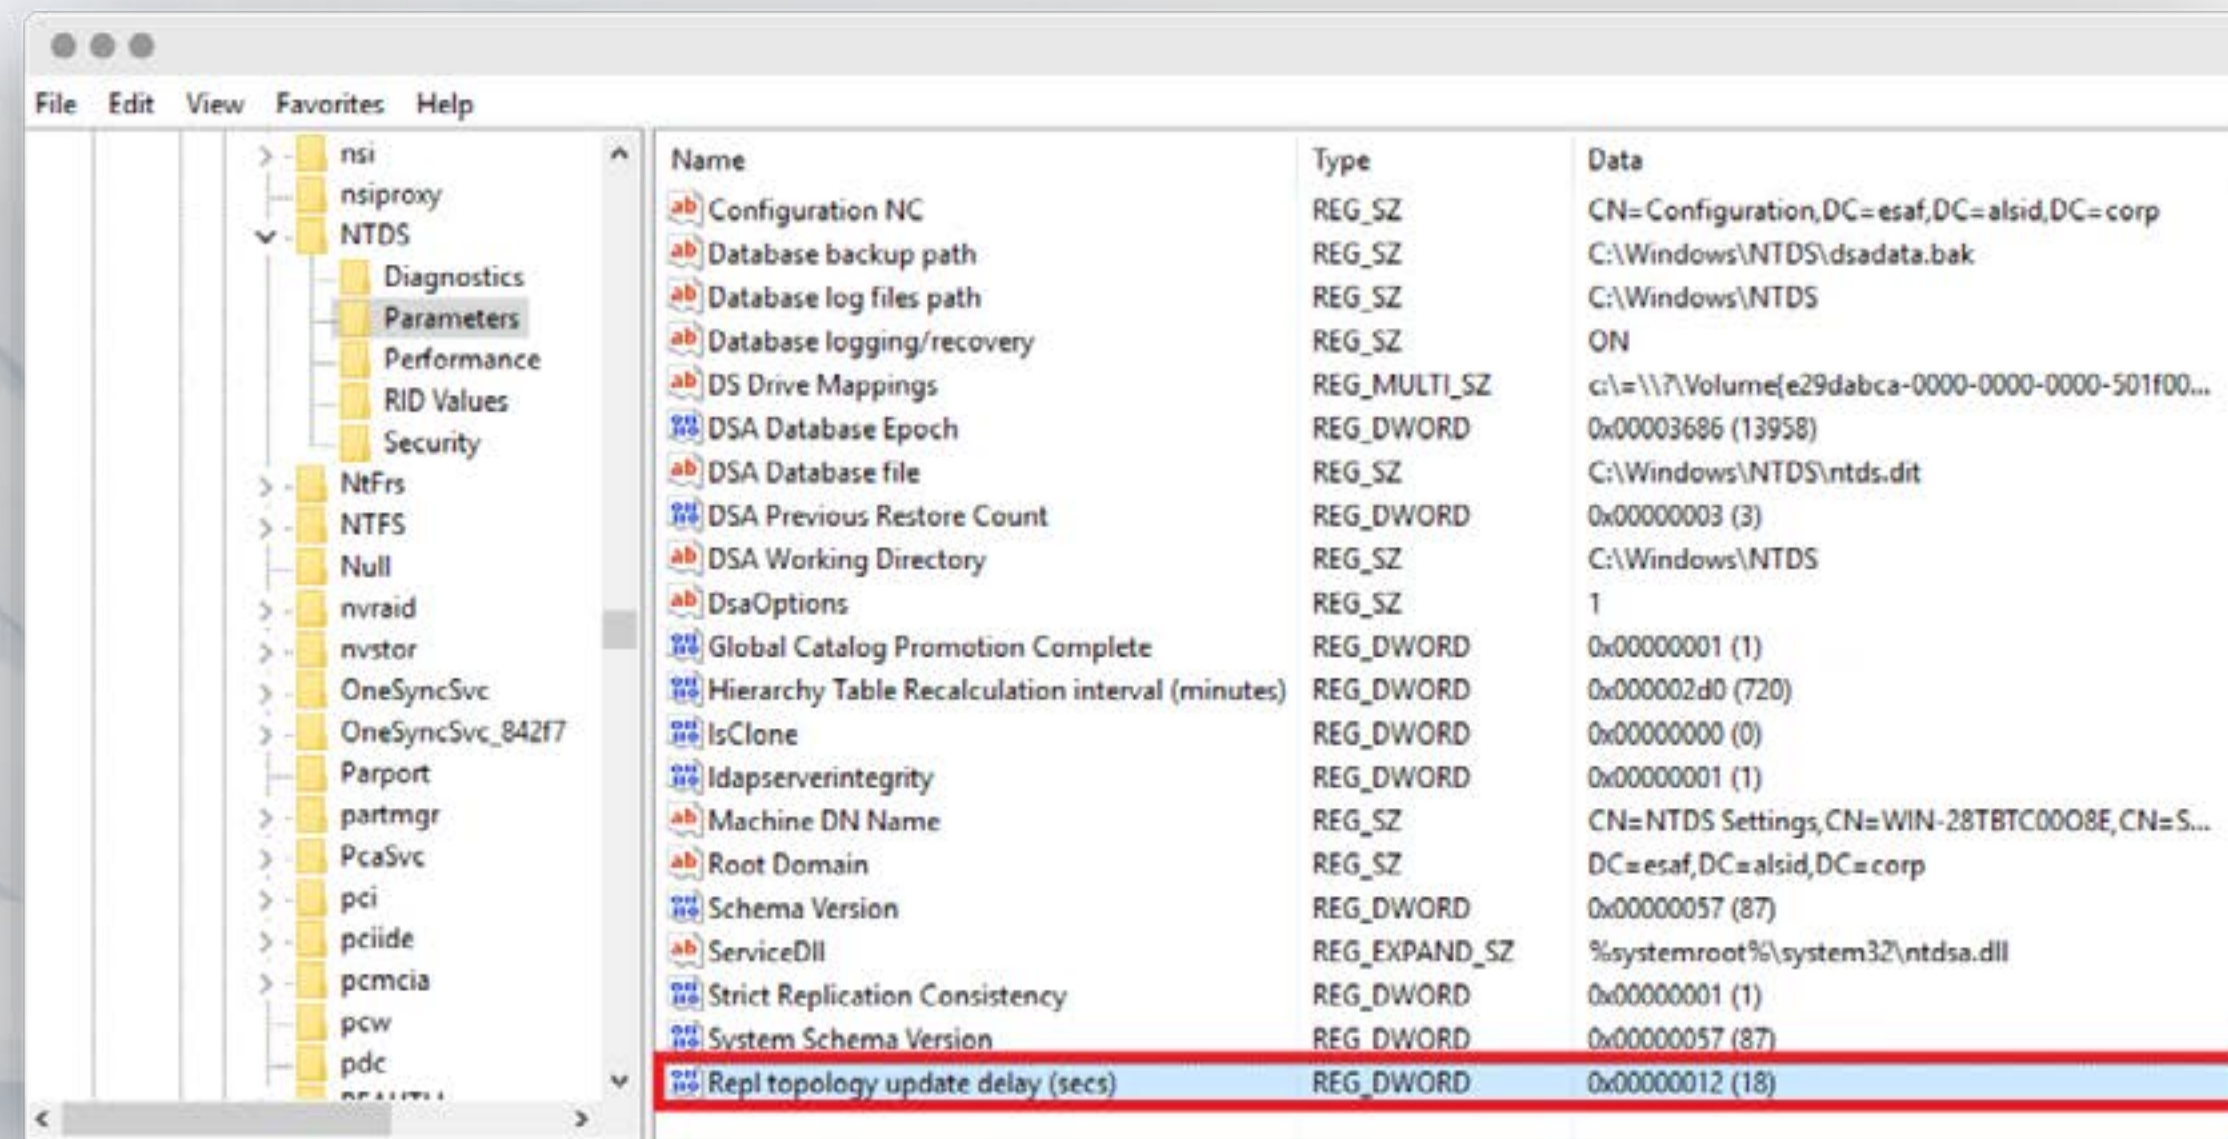 File Edit View Favorites Help
nsi
nsiproxy
NTDS
Diagnostics
Parameters
Performance
RID Values
Security
NtFrs
NTFS
Null
nvraid
nvstor
OneSyncSvc
OneSyncSvc_842f7
Parport
partmgr
PcaSvc
pci
pciide
pcmcia
pcw
pdc
Name Type Data
Configuration NC REG_SZ CN=Configuration,DC=esaf,DC=alsid,DC=corp
Database backup path REG_SZ C:\Windows\NTDS\dsadata.bak
Database log files path REG_SZ C:\Windows\NTDS
Database logging/recovery REG_SZ ON
DS Drive Mappings REG_MULTI_SZ c:\=\\?\Volume{e29dabca-0000-0000-0000-501f00...
DSA Database Epoch REG_DWORD 0x00003686 (13958)
DSA Database file REG_SZ C:\Windows\NTDS\ntds.dit
DSA Previous Restore Count REG_DWORD 0x00000003 (3)
DSA Working Directory REG_SZ C:\Windows\NTDS
DsaOptions REG_SZ 1
Global Catalog Promotion Complete REG_DWORD 0x00000001 (1)
Hierarchy Table Recalculation interval (minutes) REG_DWORD 0x000002d0 (720)
IsClone REG_DWORD 0x00000000 (0)
ldapserverintegrity REG_DWORD 0x00000001 (1)
Machine DN Name REG_SZ CN=NTDS Settings,CN=WIN-28TBTC00O8E,CN=S...
Root Domain REG_SZ DC=esaf,DC=alsid,DC=corp
Schema Version REG_DWORD 0x00000057 (87)
ServiceDll REG_EXPAND_SZ %systemroot%\system32\ntdsa.dll
Strict Replication Consistency REG_DWORD 0x00000001 (1)
System Schema Version REG_DWORD 0x00000057 (87)
Repl topology update delay (secs) REG_DWORD 0x00000012 (18)